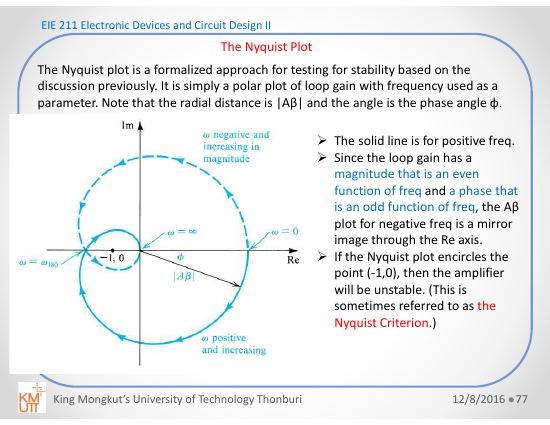 EIE 211 Electronic Devices and Circuit Design II
The Nyquist Plot
The Nyquist plot is a formalized approach for testing for stability based on the
discussion previously. It is simply a polar plot of loop gain with frequency used as a
parameter. Note that the radial distance is |Aβ| and the angle is the phase angle ϕ.
Im
ω negative and
increasing in
magnitude
ω = ∞
ω = 0
−1, 0
ϕ
Re
ω = ω180
|Aβ|
ω positive
and increasing
➢ The solid line is for positive freq.
➢ Since the loop gain has a
magnitude that is an even
function of freq and a phase that
is an odd function of freq, the Aβ
plot for negative freq is a mirror
image through the Re axis.
➢ If the Nyquist plot encircles the
point (-1,0), then the amplifier
will be unstable. (This is
sometimes referred to as the
Nyquist Criterion.)
KM
UTT
King Mongkut's University of Technology Thonburi
12/8/2016 ●77